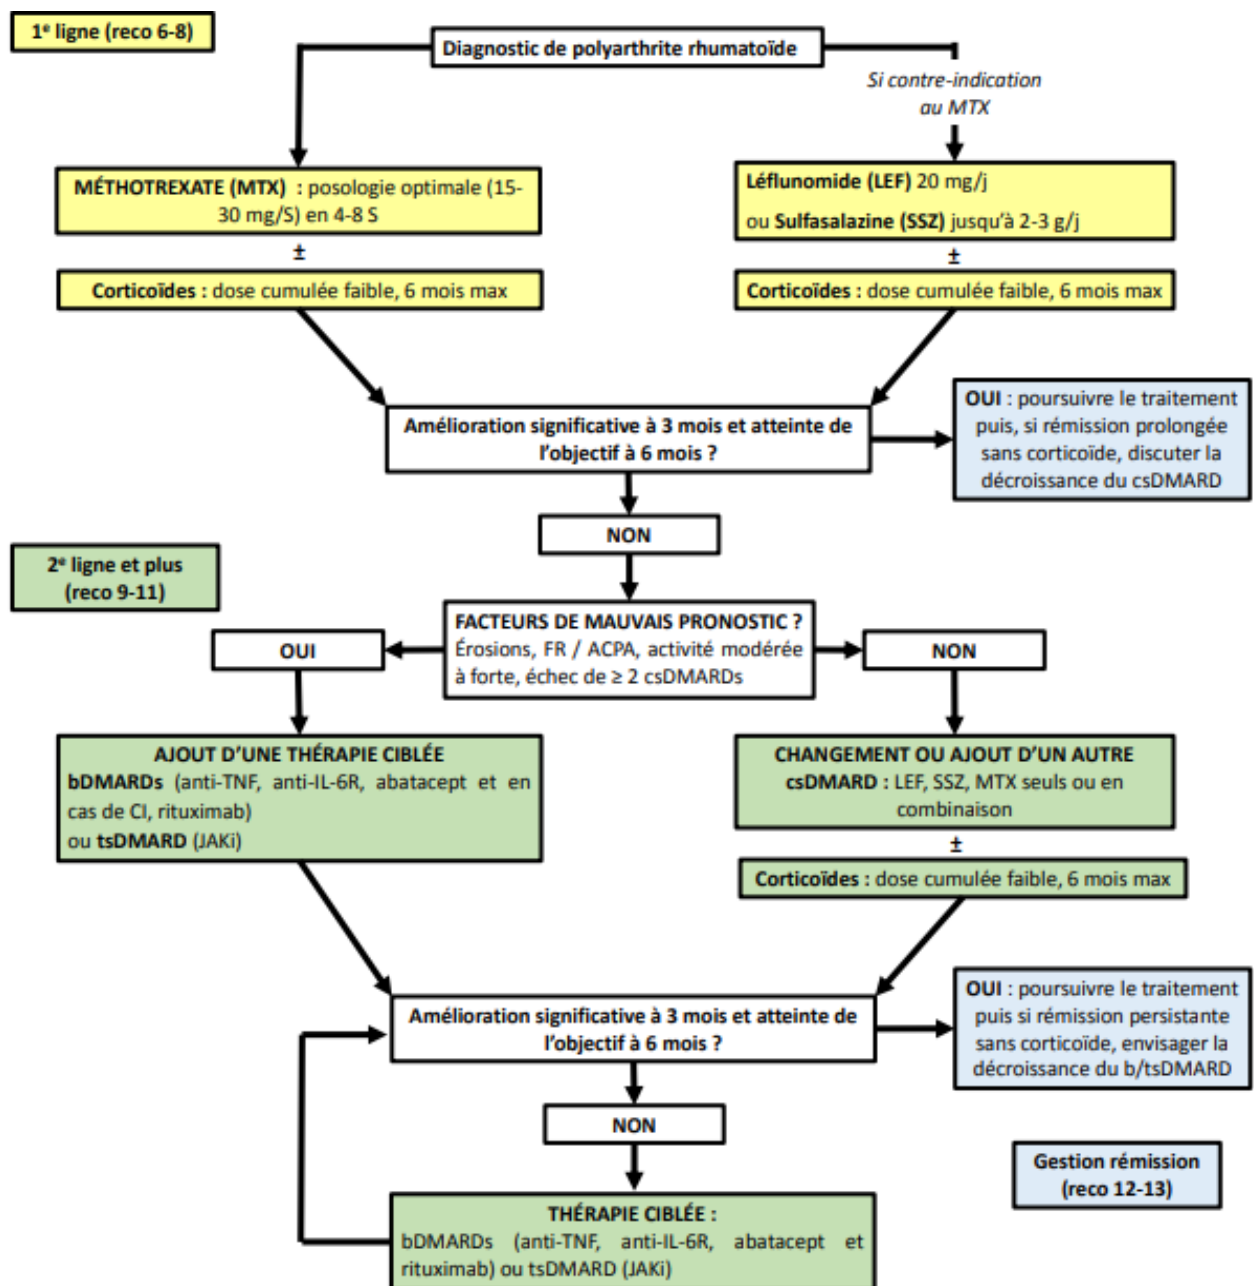 1e ligne (reco 6-8)
Diagnostic de polyarthrite rhumatoïde
Si contre-indication
au MTX
MÉTHOTREXATE (MTX) : posologie optimale (15-
30 mg/S) en 4-8 S
±
Corticoïdes : dose cumulée faible, 6 mois max
Léflunomide (LEF) 20 mg/j
ou Sulfasalazine (SSZ) jusqu'à 2-3 g/j
±
Corticoïdes : dose cumulée faible, 6 mois max
Amélioration significative à 3 mois et atteinte de
l'objectif à 6 mois ?
OUI : poursuivre le traitement
puis, si rémission prolongée
sans corticoïde, discuter la
décroissance du csDMARD
NON
2e ligne et plus
(reco 9-11)
FACTEURS DE MAUVAIS PRONOSTIC ?
Érosions, FR / ACPA, activité modérée
à forte, échec de ≥ 2 csDMARDs
OUI
NON
AJOUT D'UNE THÉRAPIE CIBLÉE
bDMARDs (anti-TNF, anti-IL-6R, abatacept et en
cas de CI, rituximab)
ou tsDMARD (JAKi)
CHANGEMENT OU AJOUT D'UN AUTRE
csDMARD : LEF, SSZ, MTX seuls ou en
combinaison
±
Corticoïdes : dose cumulée faible, 6 mois max
Amélioration significative à 3 mois et atteinte de
l'objectif à 6 mois ?
OUI : poursuivre le traitement
puis si rémission persistante
sans corticoïde, envisager la
décroissance du b/tsDMARD
NON
Gestion rémission
(reco 12-13)
THÉRAPIE CIBLÉE :
bDMARDs (anti-TNF, anti-IL-6R, abatacept et
rituximab) ou tsDMARD (JAKi)